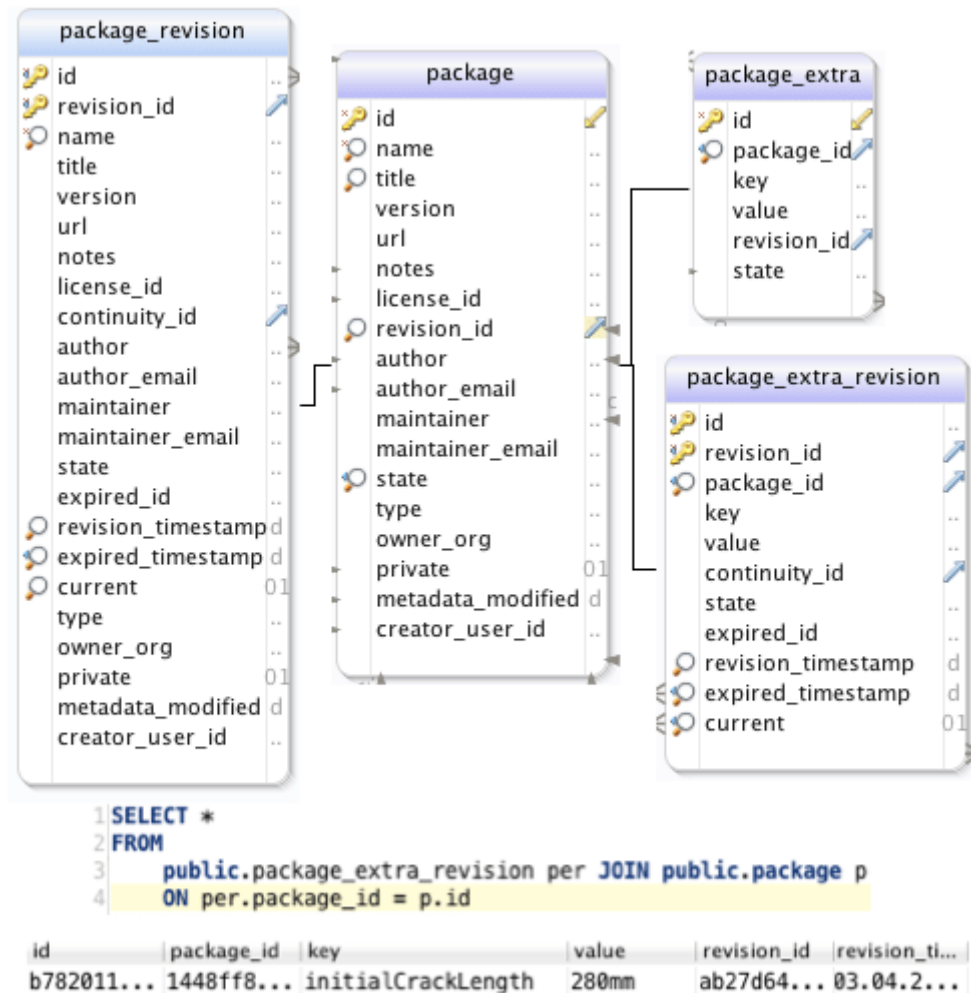 package_revision
id
revision_id
name
title
version
url
notes
license_id
continuity_id
author
author_email
maintainer
maintainer_email
state
expired_id
revision_timestamp d
expired_timestamp d
current 01
type
owner_org
private 01
metadata_modified d
creator_user_id
package
id
name
title
version
url
notes
license_id
revision_id
author
author_email
maintainer
maintainer_email
state
type
owner_org
private 01
metadata_modified d
creator_user_id
c
package_extra
id
package_id
key
value
revision_id
state
package_extra_revision
id
revision_id
package_id
key
value
continuity_id
state
expired_id
revision_timestamp d
expired_timestamp d
current 01
1 SELECT *
2 FROM
3 public.package_extra_revision per JOIN public.package p
4 ON per.package_id = p.id
id package_id key value revision_id revision_ti...
b782011... 1448ff8... initialCrackLength 280mm ab27d64... 03.04.2...